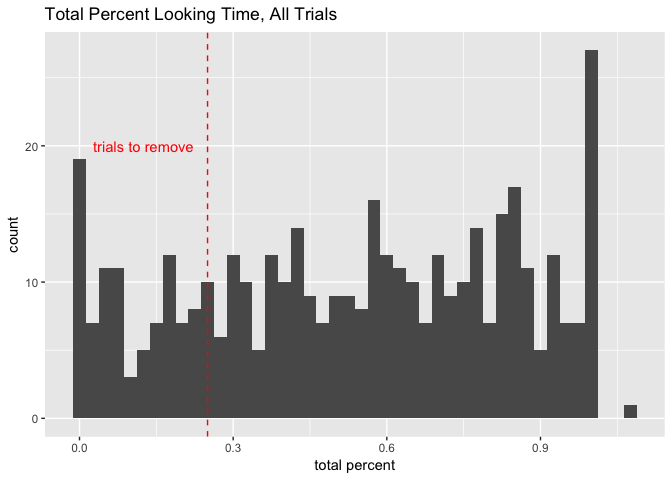 Total Percent Looking Time, All Trials
trials to remove
count
20
10
0
0.0
0.3
0.6
0.9
total percent